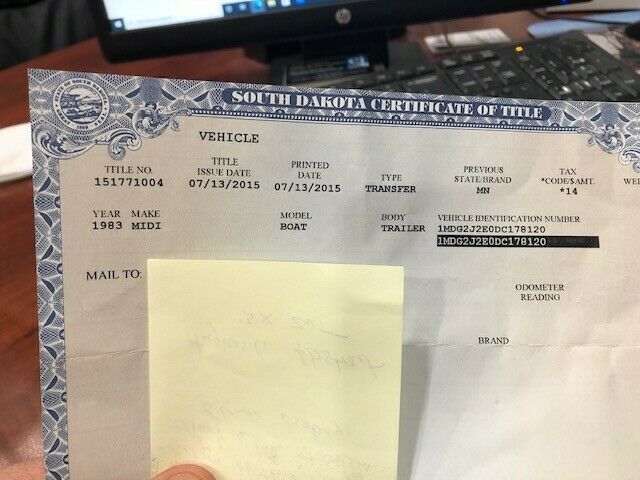 hp
SOUTH DAKOTA CERTIFICATE OF TITLE
VEHICLE
TITLE NO. TITLE ISSUE DATE PRINTED DATE TYPE PREVIOUS STATE/BRAND TAX *CODE/$AMT.
151771004 07/13/2015 07/13/2015 TRANSFER MN *14
YEAR MAKE MODEL BODY VEHICLE IDENTIFICATION NUMBER
1983 MIDI BOAT TRAILER 1MDG2J2E0DC178120
1MDG2J2E0DC178120
MAIL TO:
ODOMETER
READING
BRAND